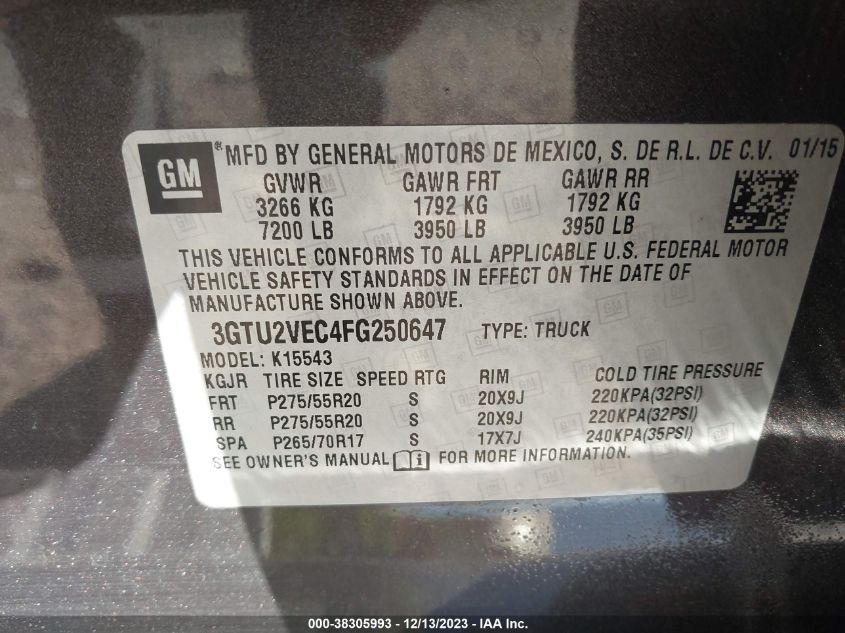 GM ® MFD BY GENERAL MOTORS DE MEXICO, S. DE R.L. DE C.V. 01/15
GVWR GAWR FRT GAWR RR
3266 KG 1792 KG 1792 KG
7200 LB 3950 LB 3950 LB
THIS VEHICLE CONFORMS TO ALL APPLICABLE U.S. FEDERAL MOTOR
VEHICLE SAFETY STANDARDS IN EFFECT ON THE DATE OF
MANUFACTURE SHOWN ABOVE.
3GTU2VEC4FG250647 TYPE: TRUCK
MODEL: K15543
KGJR TIRE SIZE SPEED RTG RIM COLD TIRE PRESSURE
FRT P275/55R20 S 20X9J 220KPA(32PSI)
RR P275/55R20 S 20X9J 220KPA(32PSI)
SPA P265/70R17 S 17X7J 240KPA(35PSI)
SEE OWNER'S MANUAL i FOR MORE INFORMATION.
000-38305993 - 12/13/2023 - IAA Inc.